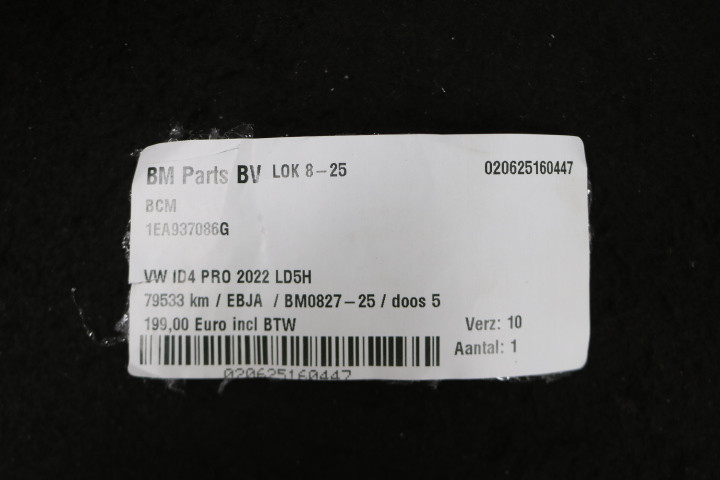 BM Parts BV LOK 8-25 020625160447
BCM
1EA937086G
VW ID4 PRO 2022 LD5H
79533 km / EBJA / BM0827-25 / doos 5
199,00 Euro incl BTW Verz: 10
Aantal: 1
020625160447